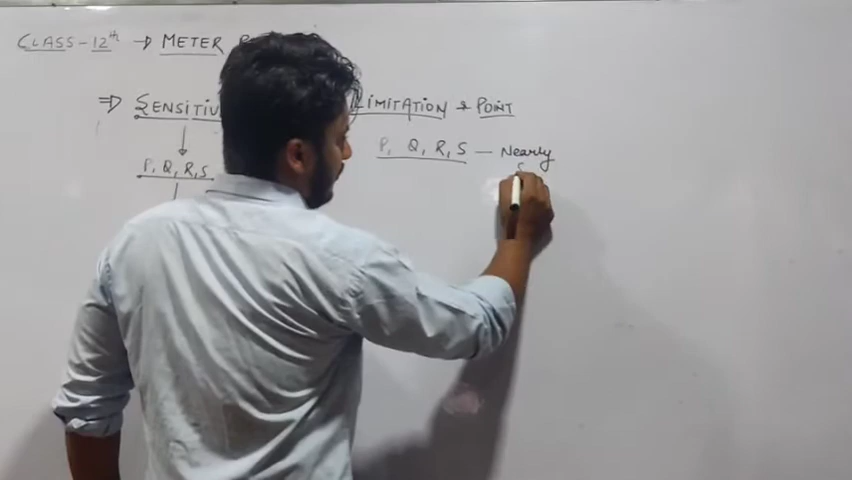 CLASS-12th → METER
⇒ SENSITIV LIMITATION * POINT
P, Q, R, S — Nearly
P, Q, R, S